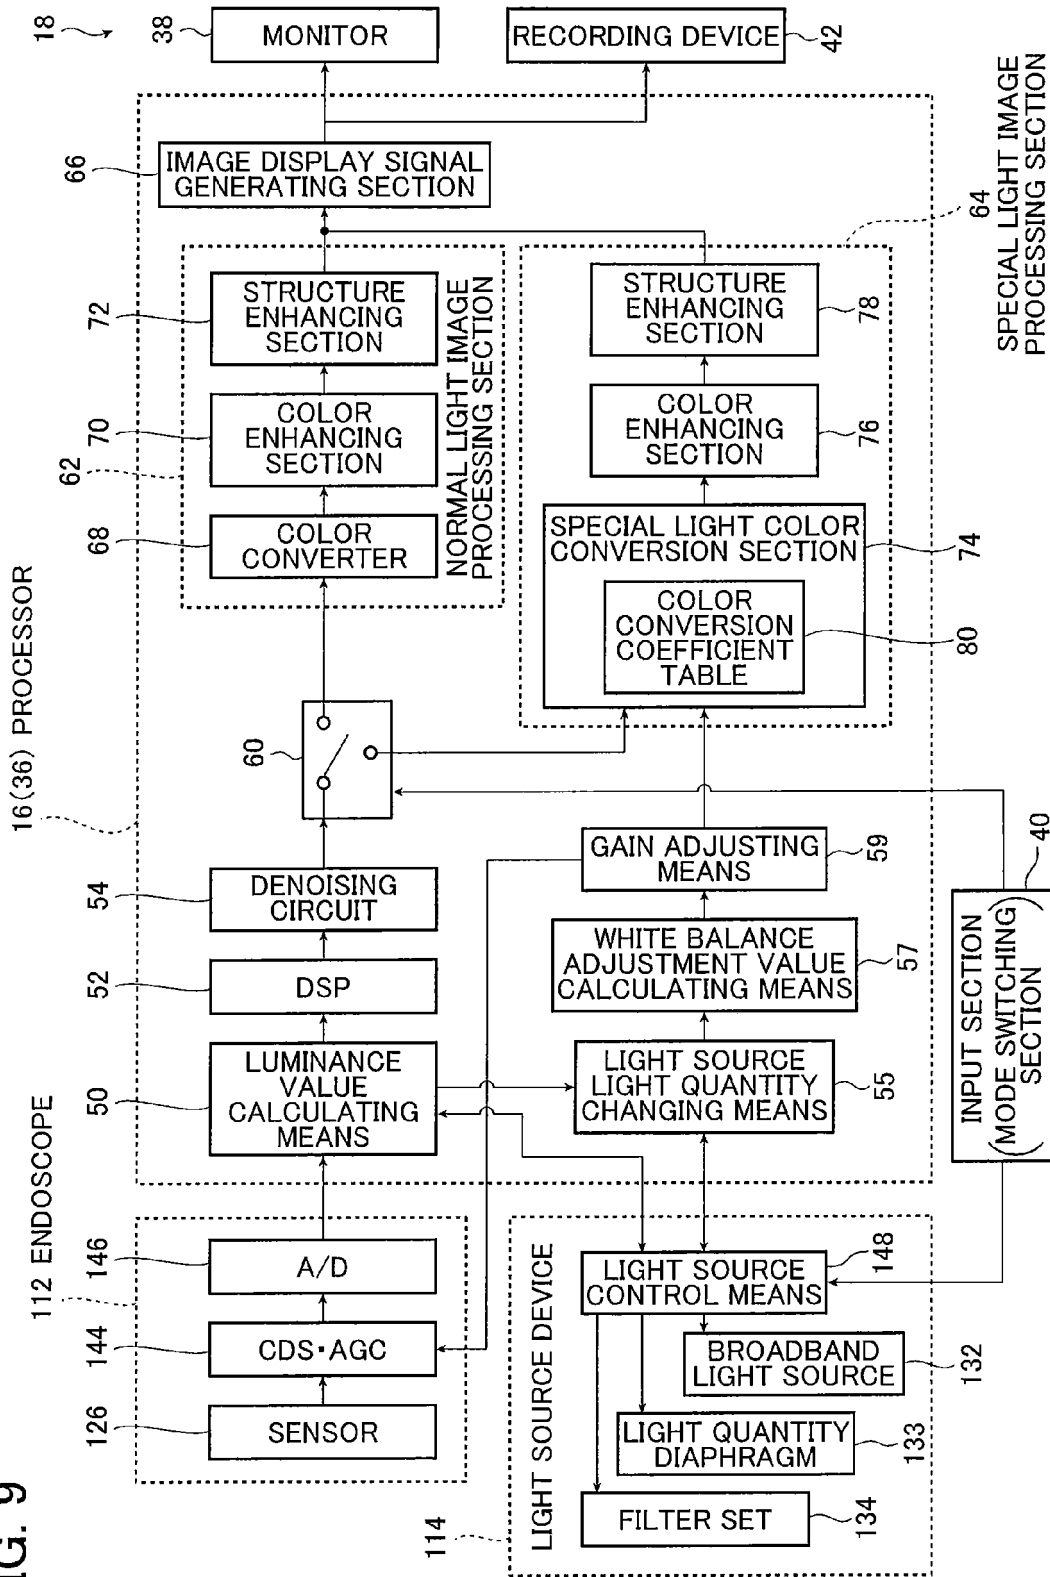 18
38
MONITOR
RECORDING DEVICE
42
66
IMAGE DISPLAY SIGNAL
GENERATING SECTION
64
SPECIAL LIGHT IMAGE
PROCESSING SECTION
72
STRUCTURE
ENHANCING
SECTION
70
COLOR
ENHANCING
SECTION
62
68
COLOR
CONVERTER
NORMAL LIGHT IMAGE
PROCESSING SECTION
STRUCTURE
ENHANCING
SECTION
78
COLOR
ENHANCING
SECTION
76
SPECIAL LIGHT COLOR
CONVERSION SECTION
74
COLOR
CONVERSION
COEFFICIENT
TABLE
80
16(36) PROCESSOR
60
54
DENOISING
CIRCUIT
52
DSP
50
LUMINANCE
VALUE
CALCULATING
MEANS
GAIN ADJUSTING
MEANS
59
WHITE BALANCE
ADJUSTMENT VALUE
CALCULATING MEANS
57
LIGHT SOURCE
LIGHT QUANTITY
CHANGING MEANS
55
INPUT SECTION
(MODE SWITCHING
SECTION)
40
112 ENDOSCOPE
146
A/D
144
CDS・AGC
126
SENSOR
LIGHT SOURCE DEVICE
114
LIGHT SOURCE
CONTROL MEANS
148
BROADBAND
LIGHT SOURCE
132
LIGHT QUANTITY
DIAPHRAGM
133
FILTER SET
134
IG. 9